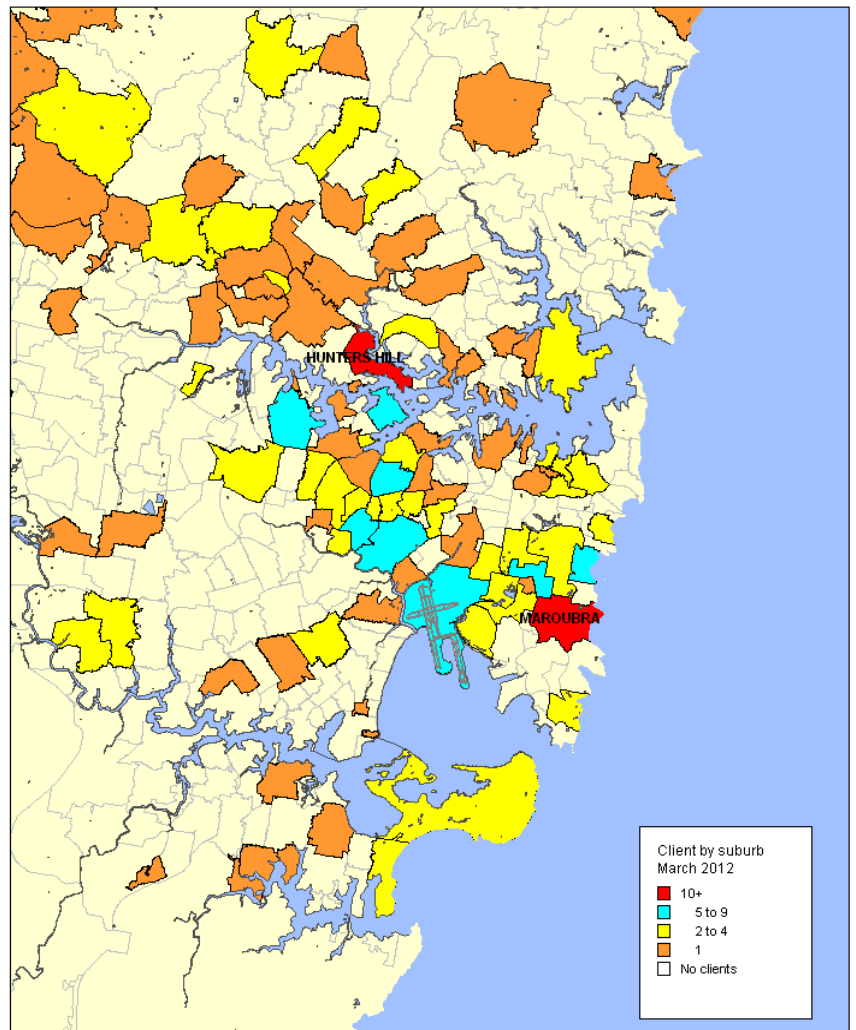 HUNTERS HILL
MAROUBRA
Client by suburb
March 2012
10+
5 to 9
2 to 4
1
No clients